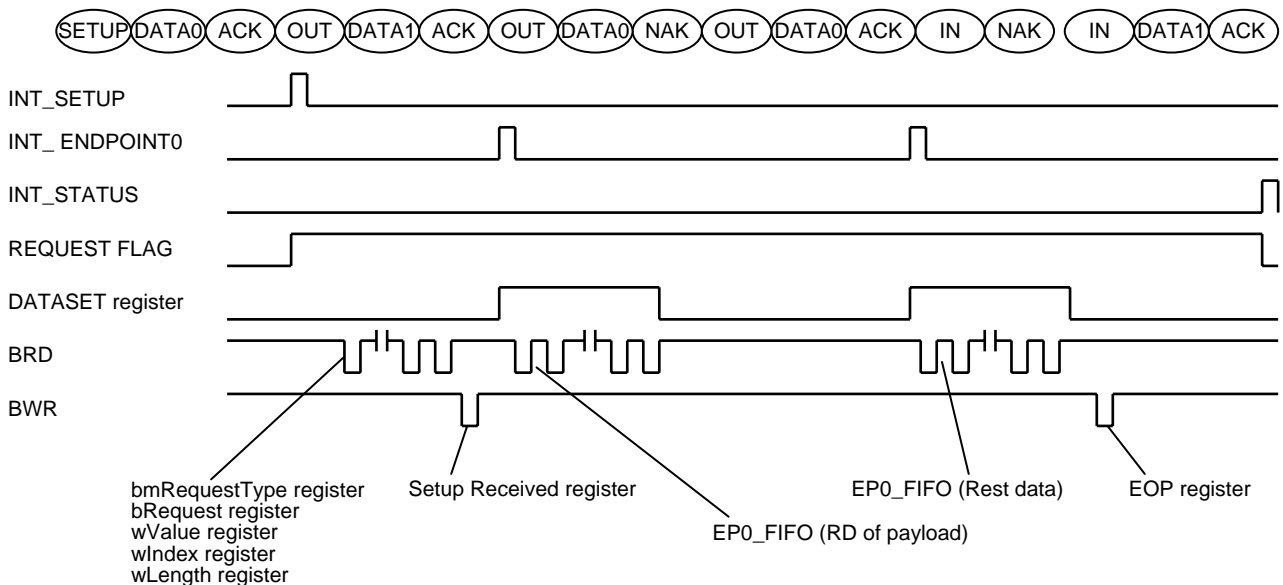 SETUP DATA0 ACK OUT DATA1 ACK OUT DATA0 NAK OUT DATA0 ACK IN NAK IN DATA1 ACK
INT_SETUP
INT_ ENDPOINT0
INT_STATUS
REQUEST FLAG
DATASET register
BRD
BWR
bmRequestType register
bRequest register
wValue register
wIndex register
wLength register
Setup Received register
EP0_FIFO (RD of payload)
EP0_FIFO (Rest data)
EOP register